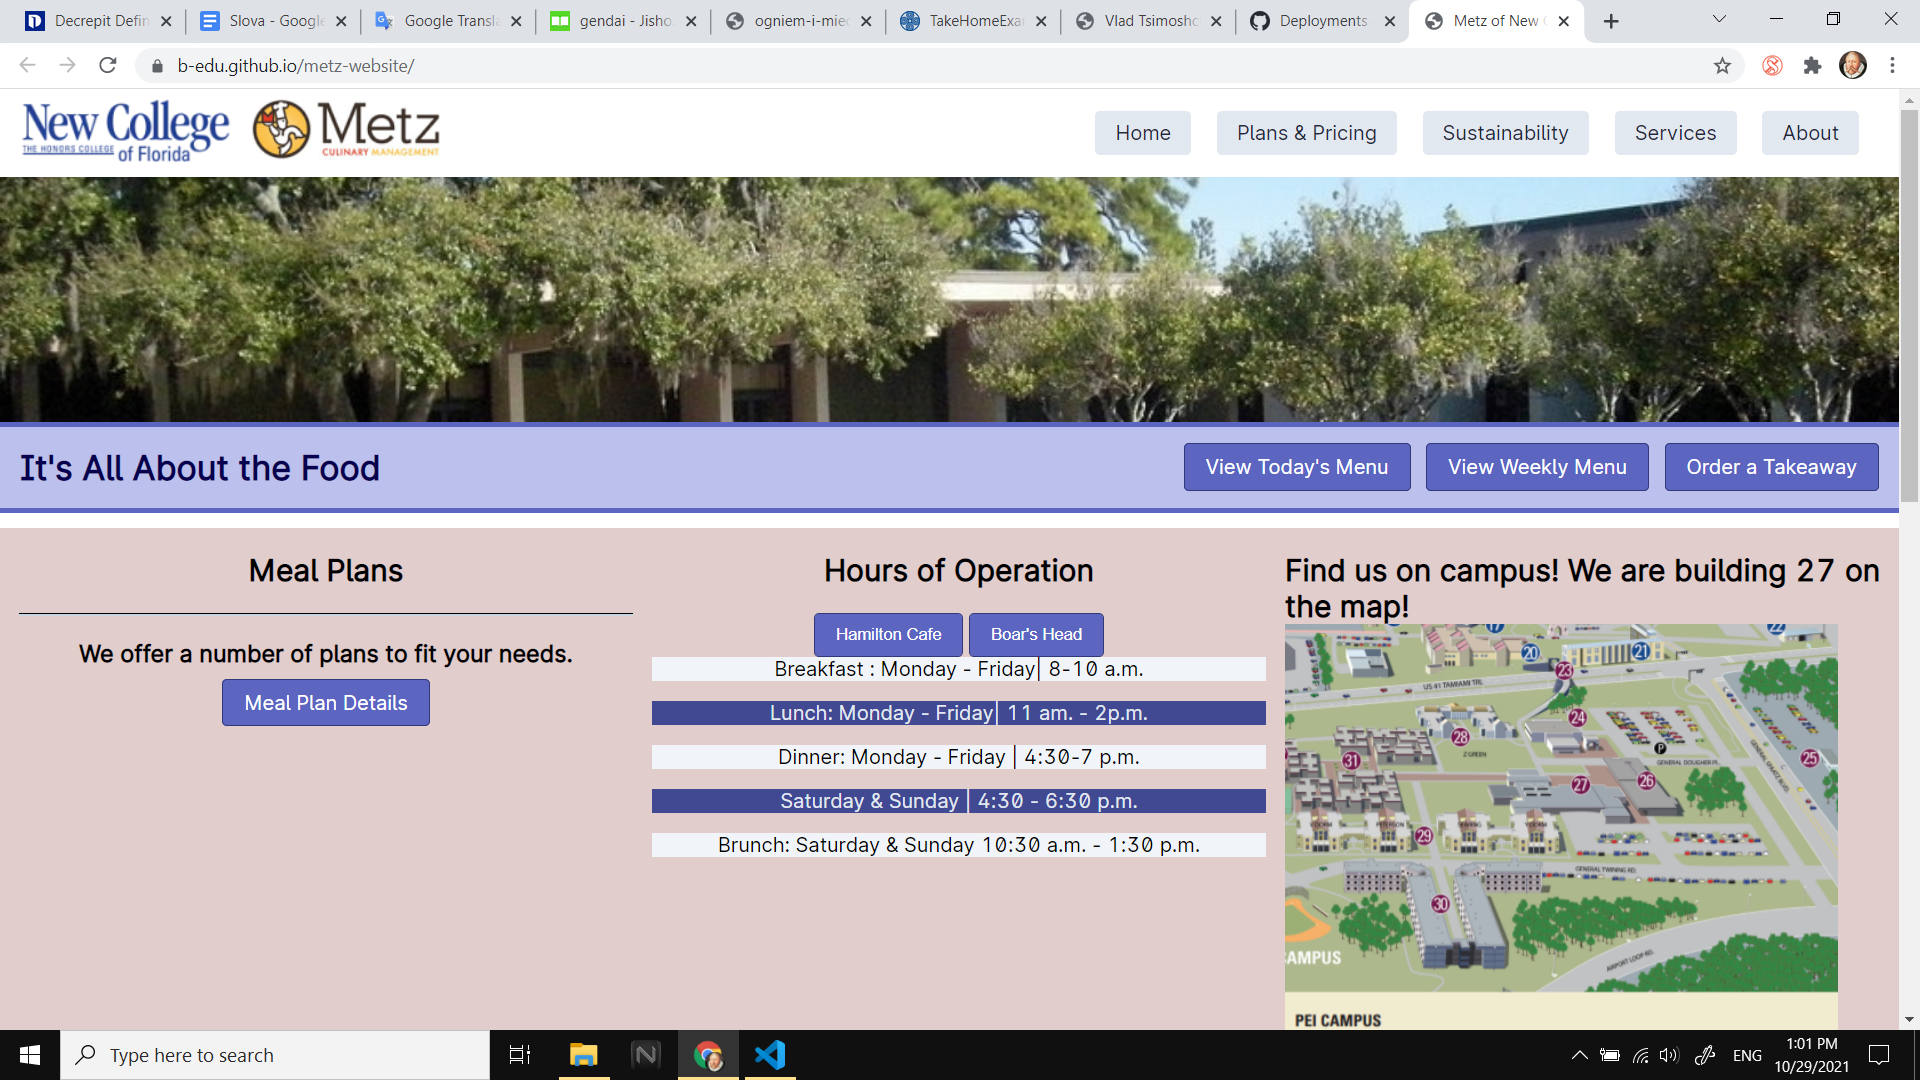 Decrepit Defin
Slova - Google
Google Transla
gendai - Jisho.
ogniem-i-miec
TakeHomeExa
Vlad Tsimosho
Deployments
Metz of New C
b-edu.github.io/metz-website/
New College
THE HONORS COLLEGE
of Florida
Metz
CULINARY MANAGEMENT
Home
Plans & Pricing
Sustainability
Services
About
It's All About the Food
View Today's Menu
View Weekly Menu
Order a Takeaway
Meal Plans
We offer a number of plans to fit your needs.
Meal Plan Details
Hours of Operation
Hamilton Cafe
Boar's Head
Breakfast : Monday - Friday| 8-10 a.m.
Lunch: Monday - Friday| 11 am. - 2p.m.
Dinner: Monday - Friday | 4:30-7 p.m.
Saturday & Sunday | 4:30 - 6:30 p.m.
Brunch: Saturday & Sunday 10:30 a.m. - 1:30 p.m.
Find us on campus! We are building 27 on
the map!
17
22
20
21
23
US 41 TAMIAMI TRL
24
28
Z GREEN
P
GENERAL DOUGHER PL.
25
31
27
26
GENERAL SPAATZ BLVD.
29
GENERAL TWINING RD.
30
AMPUS
AIRPORT LOOP RD.
PEI CAMPUS
Type here to search
ENG
1:01 PM
10/29/2021